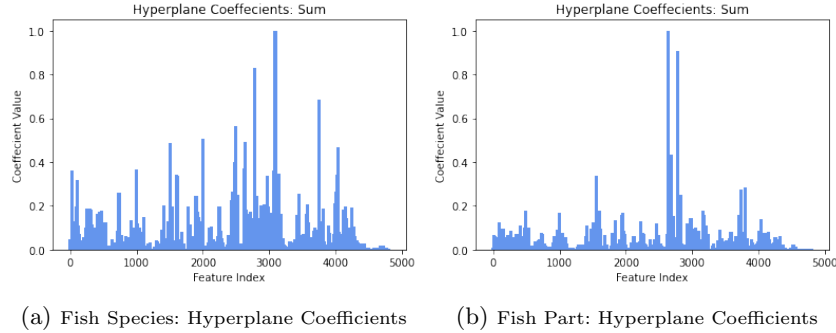 Hyperplane Coeffecients: Sum
1.0
0.8
0.6
0.4
0.2
0.0
Coeffecient Value
0 1000 2000 3000 4000 5000
Feature Index
(a) Fish Species: Hyperplane Coefficients
Hyperplane Coeffecients: Sum
1.0
0.8
0.6
0.4
0.2
0.0
Coeffecient Value
0 1000 2000 3000 4000 5000
Feature Index
(b) Fish Part: Hyperplane Coefficients